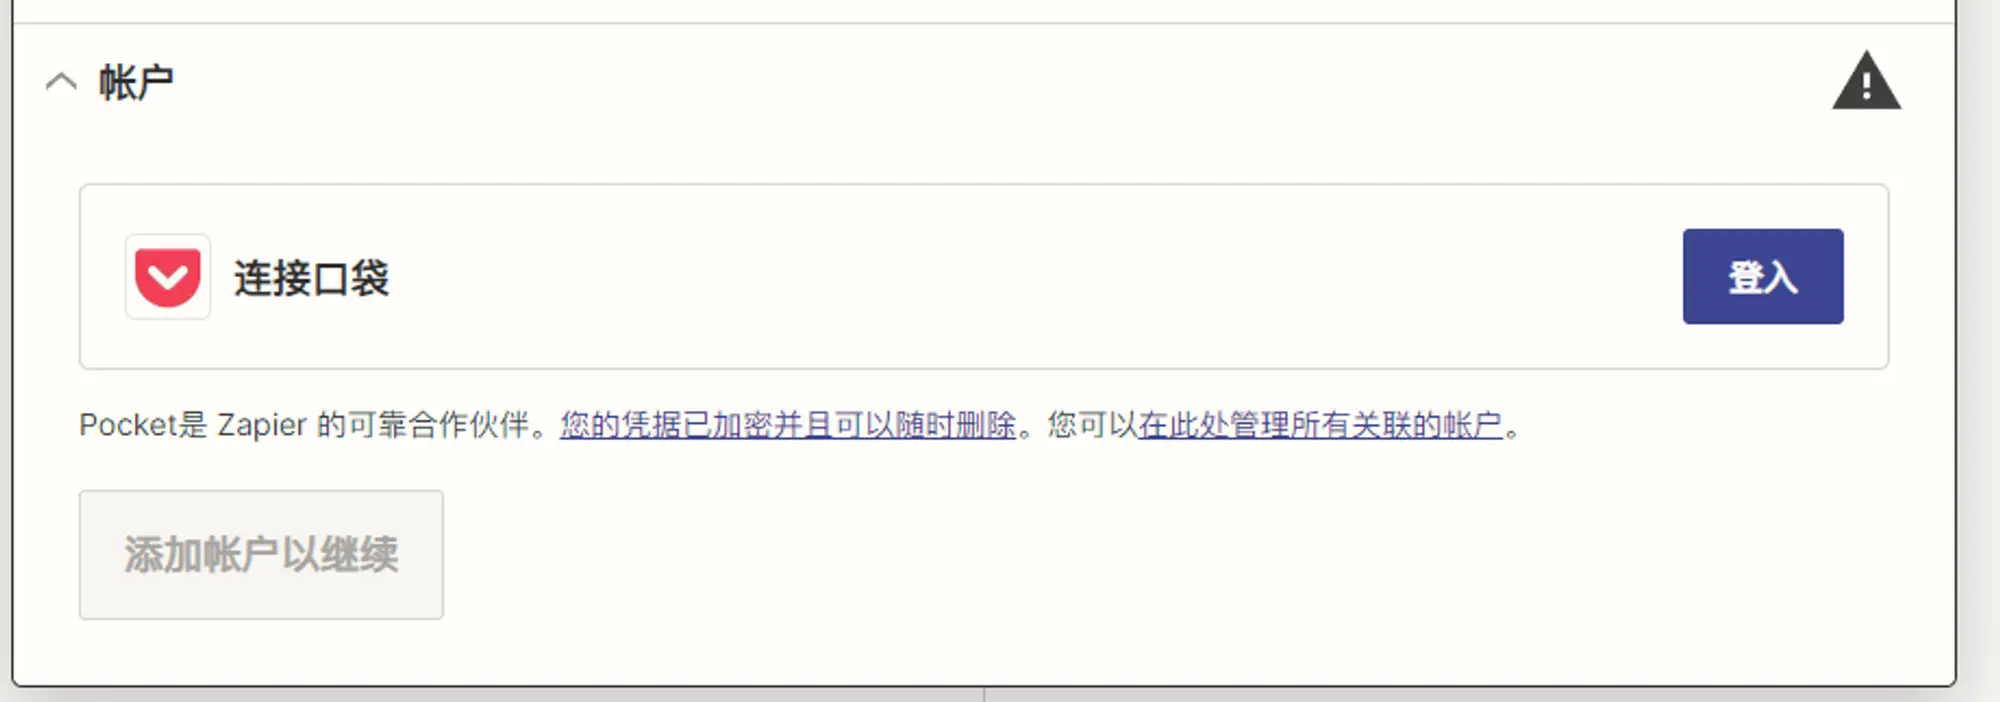 帐户
连接口袋
登入
Pocket是 Zapier 的可靠合作伙伴。您的凭据已加密并且可以随时删除。您可以在此处管理所有关联的帐户。
添加帐户以继续